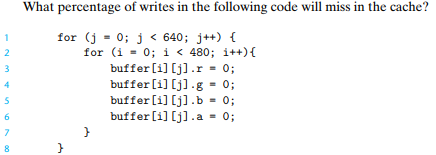 What percentage of writes in the following code will miss in the cache?
1 for (j = 0; j < 640; j++) {
2 for (i = 0; i < 480; i++){
3 buffer[i][j].r = 0;
4 buffer[i][j].g = 0;
5 buffer[i][j].b = 0;
6 buffer[i][j].a = 0;
7 }
8 }